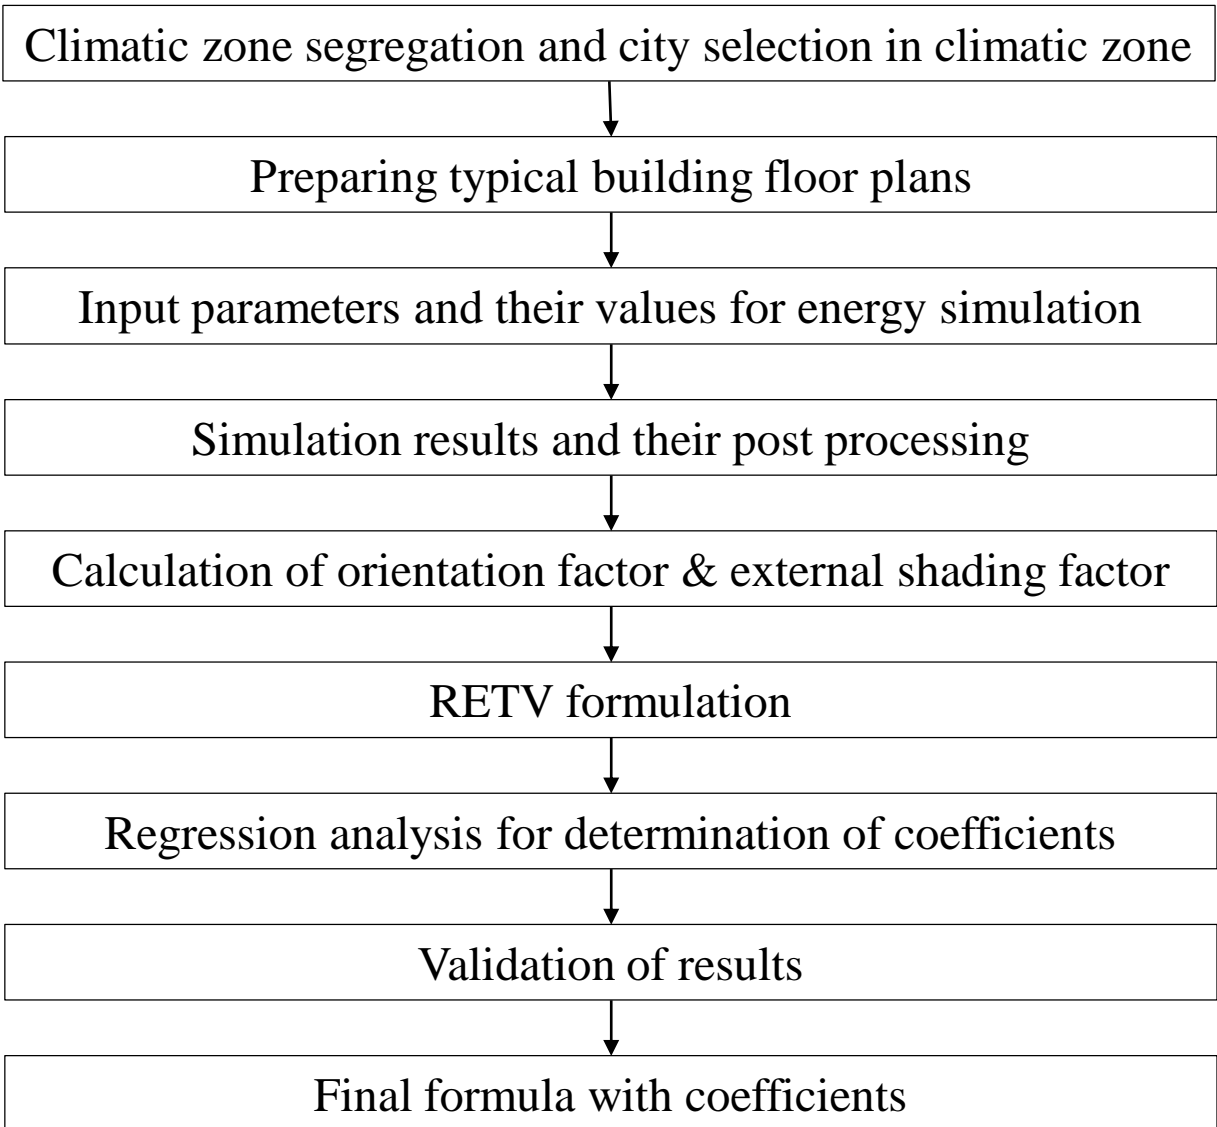 Climatic zone segregation and city selection in climatic zone
Preparing typical building floor plans
Input parameters and their values for energy simulation
Simulation results and their post processing
Calculation of orientation factor & external shading factor
RETV formulation
Regression analysis for determination of coefficients
Validation of results
Final formula with coefficients